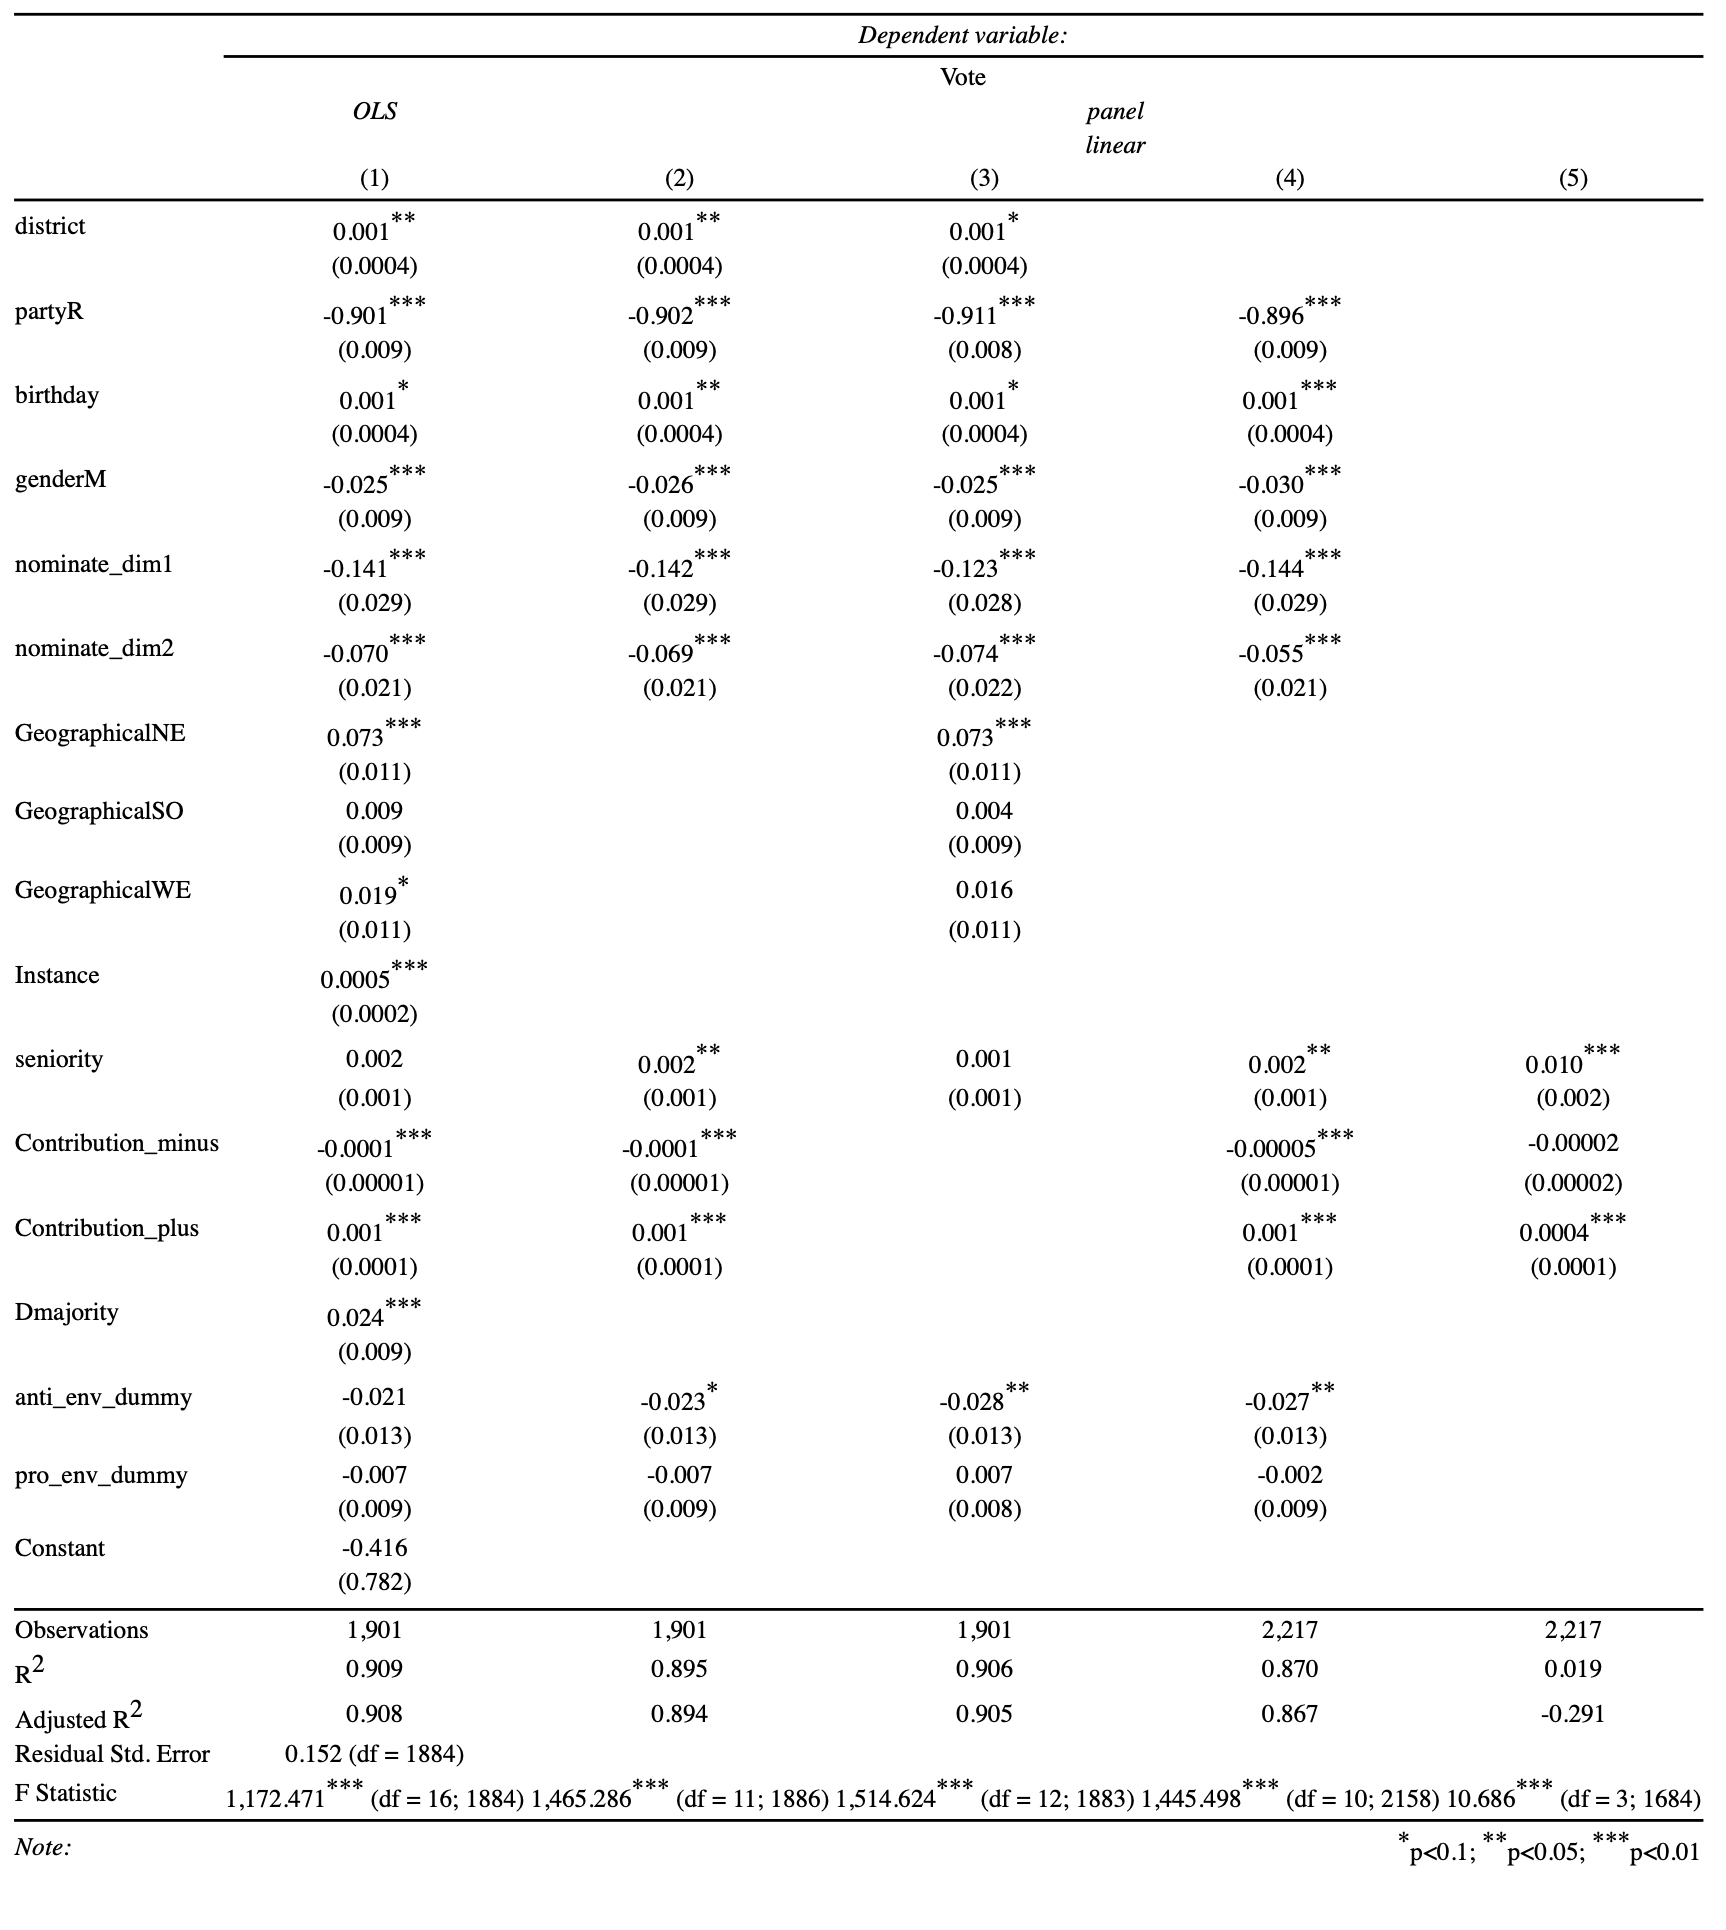 Dependent variable:
Vote
OLS panel
linear
(1) (2) (3) (4) (5)
district 0.001** 0.001** 0.001*
(0.0004) (0.0004) (0.0004)
partyR -0.901*** -0.902*** -0.911*** -0.896***
(0.009) (0.009) (0.008) (0.009)
birthday 0.001* 0.001** 0.001* 0.001***
(0.0004) (0.0004) (0.0004) (0.0004)
genderM -0.025*** -0.026*** -0.025*** -0.030***
(0.009) (0.009) (0.009) (0.009)
nominate_dim1 -0.141*** -0.142*** -0.123*** -0.144***
(0.029) (0.029) (0.028) (0.029)
nominate_dim2 -0.070*** -0.069*** -0.074*** -0.055***
(0.021) (0.021) (0.022) (0.021)
GeographicalNE 0.073*** 0.073***
(0.011) (0.011)
GeographicalSO 0.009 0.004
(0.009) (0.009)
GeographicalWE 0.019* 0.016
(0.011) (0.011)
Instance 0.0005***
(0.0002)
seniority 0.002 0.002** 0.001 0.002** 0.010***
(0.001) (0.001) (0.001) (0.001) (0.002)
Contribution_minus -0.0001*** -0.0001*** -0.00005*** -0.00002
(0.00001) (0.00001) (0.00001) (0.00002)
Contribution_plus 0.001*** 0.001*** 0.001*** 0.0004***
(0.0001) (0.0001) (0.0001) (0.0001)
Dmajority 0.024***
(0.009)
anti_env_dummy -0.021 -0.023* -0.028** -0.027**
(0.013) (0.013) (0.013) (0.013)
pro_env_dummy -0.007 -0.007 0.007 -0.002
(0.009) (0.009) (0.008) (0.009)
Constant -0.416
(0.782)
Observations 1,901 1,901 1,901 2,217 2,217
R2 0.909 0.895 0.906 0.870 0.019
Adjusted R2 0.908 0.894 0.905 0.867 -0.291
Residual Std. Error 0.152 (df = 1884)
F Statistic 1,172.471*** (df = 16; 1884) 1,465.286*** (df = 11; 1886) 1,514.624*** (df = 12; 1883) 1,445.498*** (df = 10; 2158) 10.686*** (df = 3; 1684)
Note: *p<0.1; **p<0.05; ***p<0.01